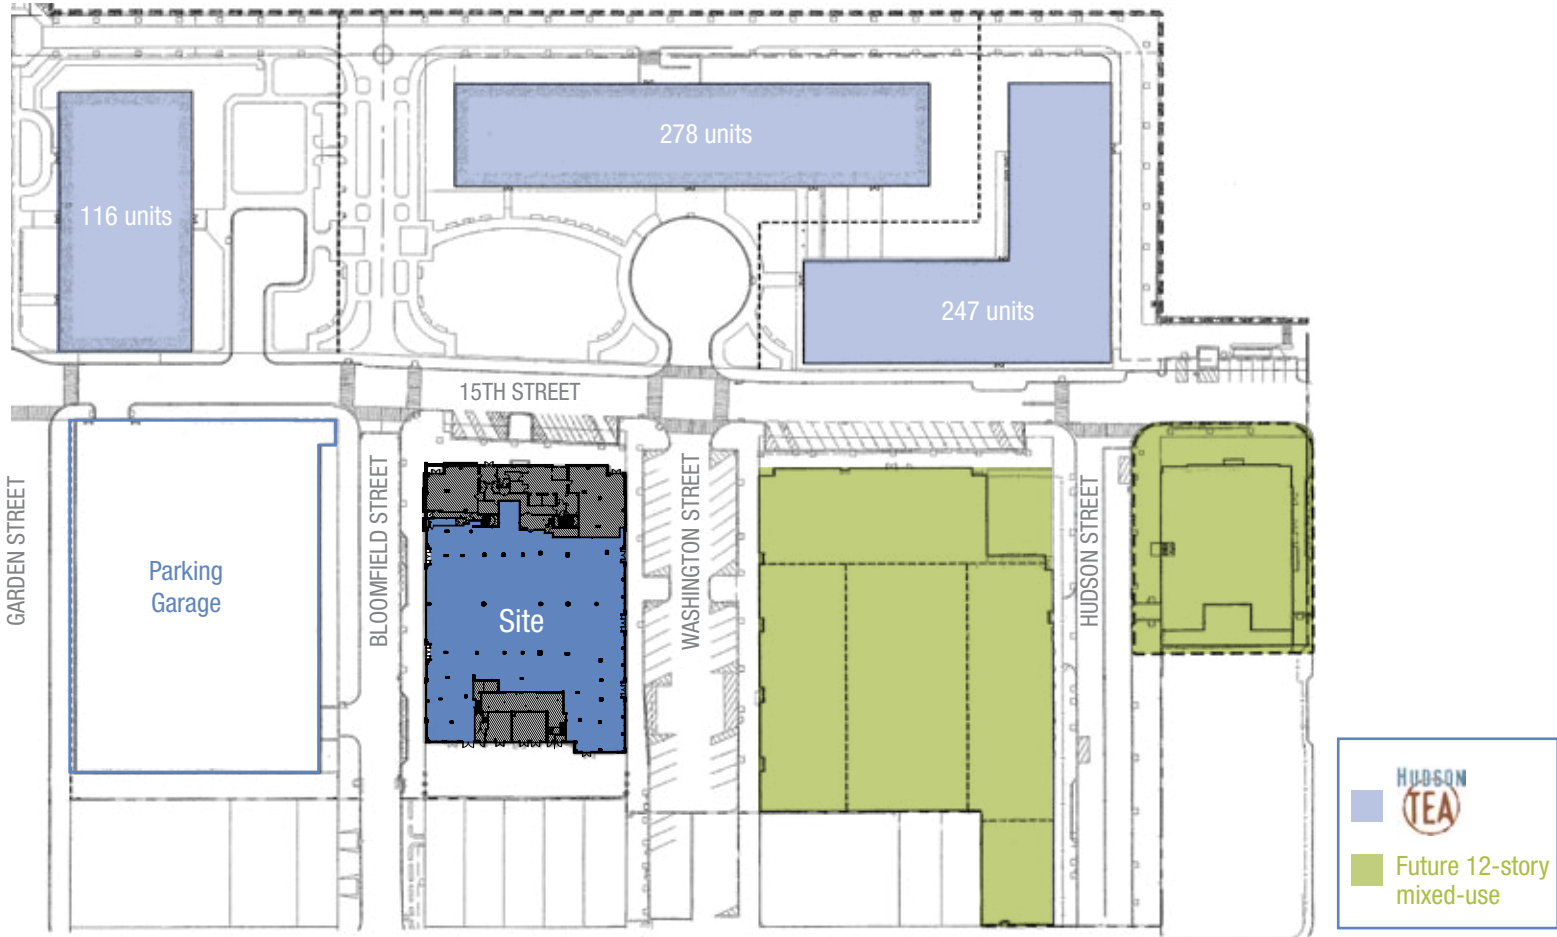 278 units
116 units
247 units
15TH STREET
GARDEN STREET
BLOOMFIELD STREET
WASHINGTON STREET
HUDSON STREET
Parking
Garage
Site
HUDSON
TEA
Future 12-story
mixed-use